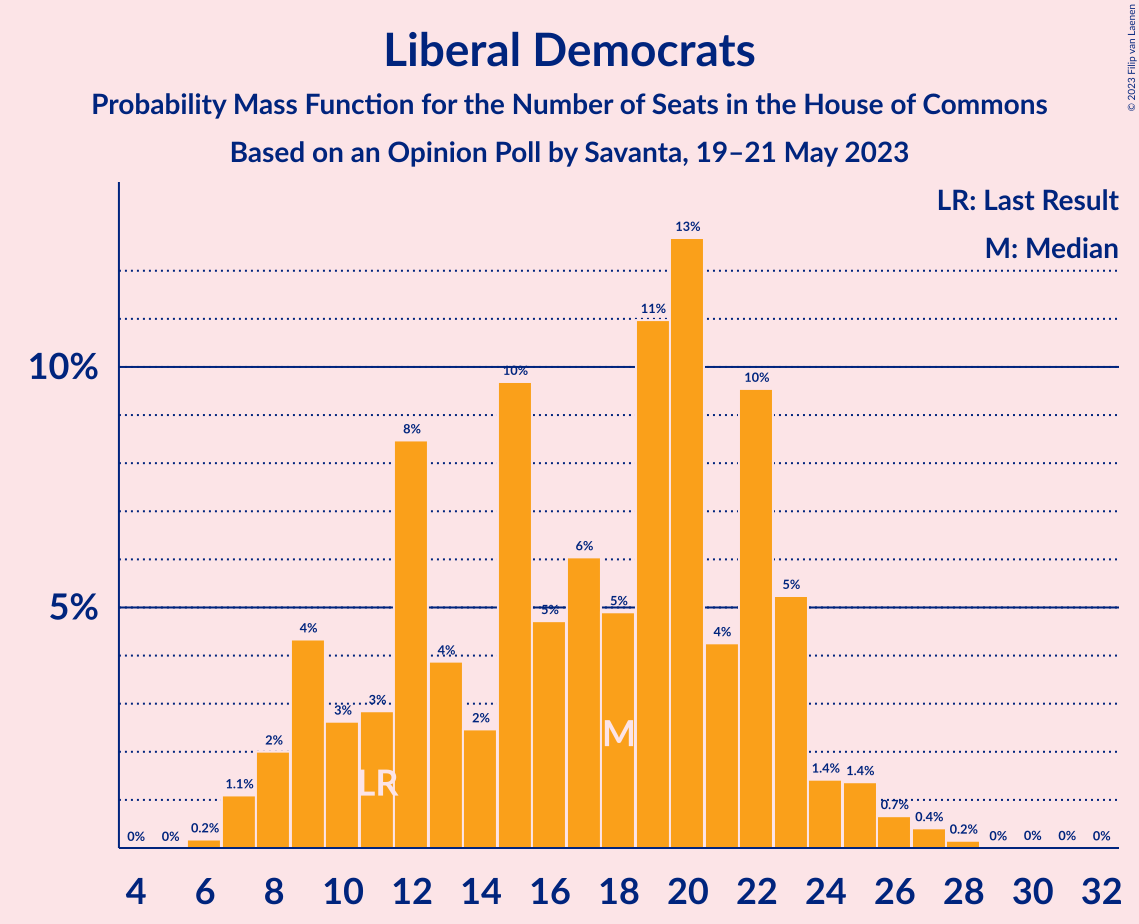 © 2023 Filip van Laenen
Liberal Democrats
Probability Mass Function for the Number of Seats in the House of Commons
Based on an Opinion Poll by Savanta, 19–21 May 2023
LR: Last Result
M: Median
10%
5%
0% 0% 0.2% 1.1% 2% 4% 3% 3% 8% 4% 2% 10% 5% 6% 5% 11% 13% 4% 10% 5% 1.4% 1.4% 0.7% 0.4% 0.2% 0% 0% 0% 0%
M
LR
4 6 8 10 12 14 16 18 20 22 24 26 28 30 32